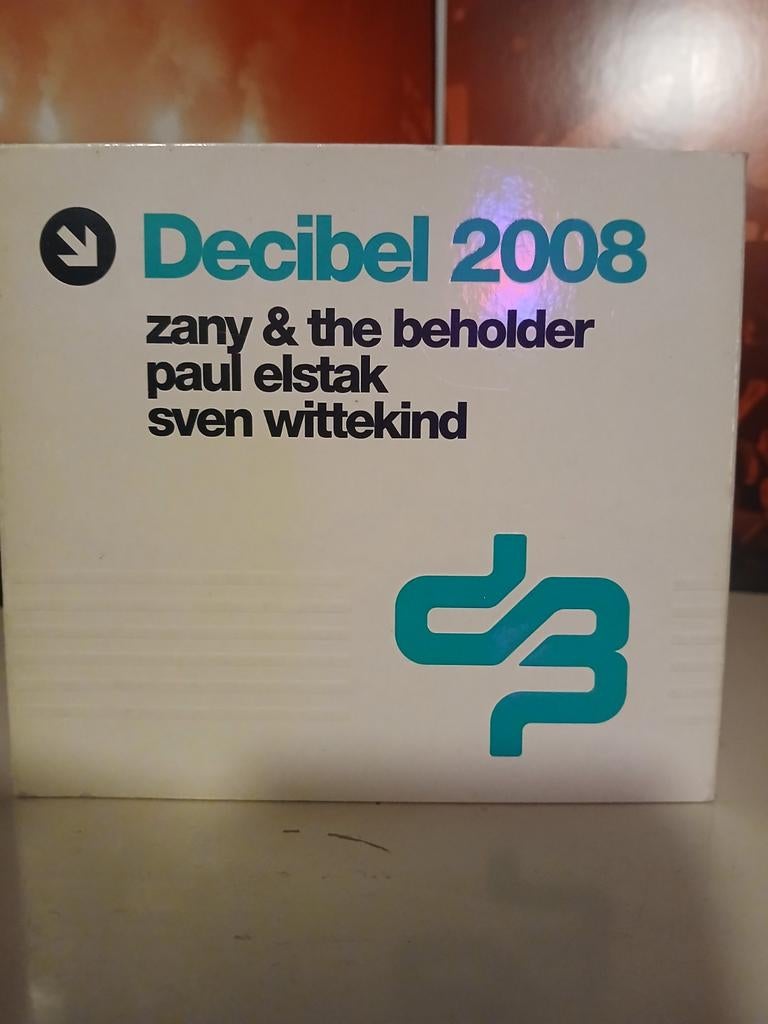 Decibel 2008
zany & the beholder
paul elstak
sven wittekind